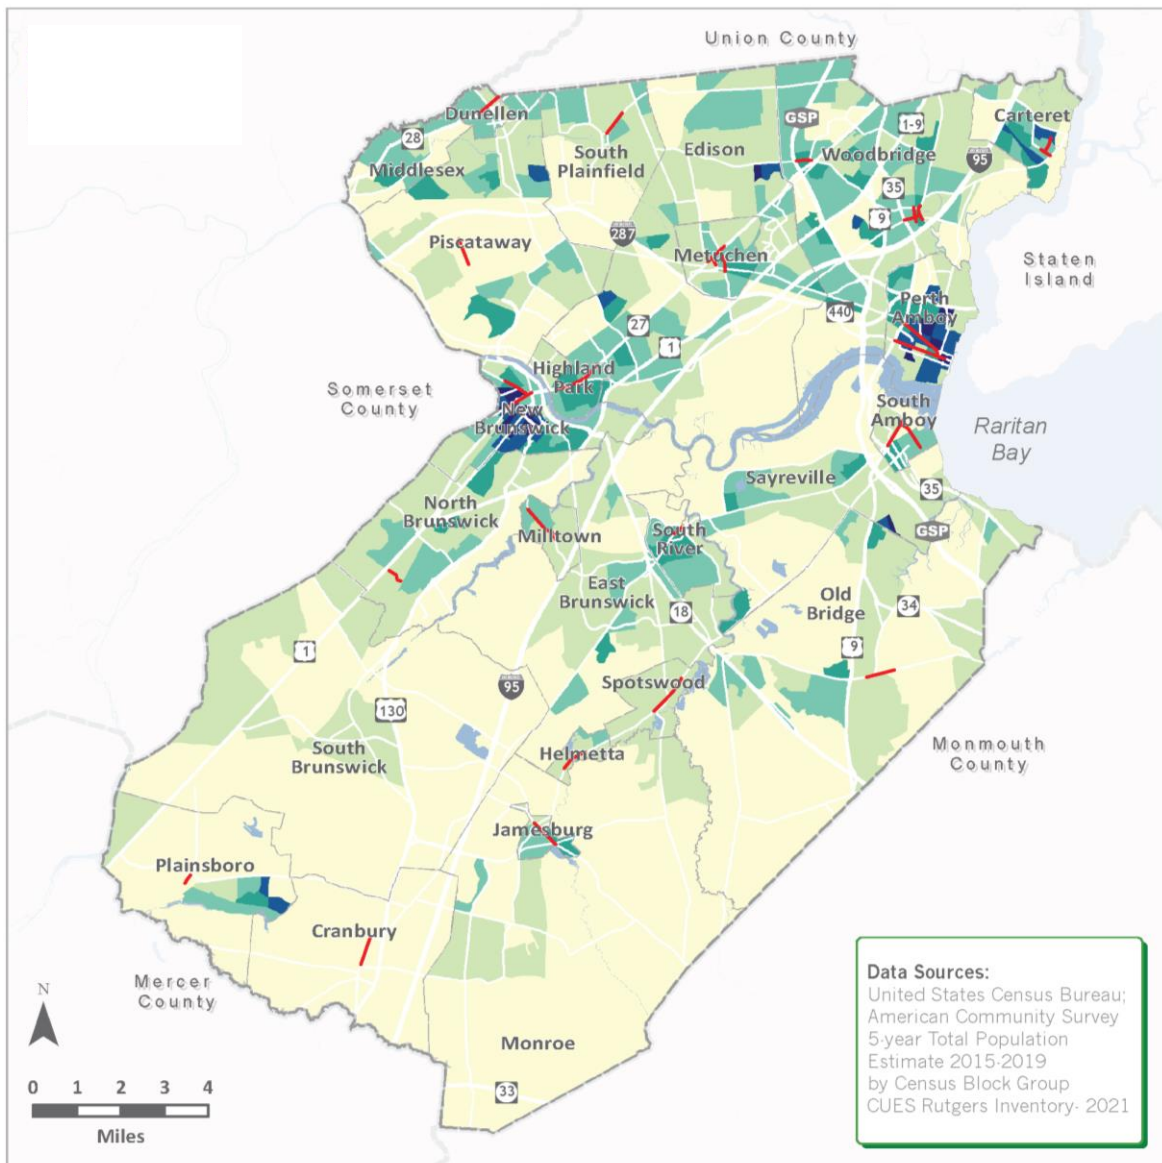 Union County
Dunellen
28
Middlesex
South
Plainfield
Edison
GSP
1-9
Woodbridge
Carteret
95
35
9
Piscataway
287
Metuchen
Staten
Island
Perth
Amboy
440
27
1
Highland
Park
Somerset
County
New
Brunswick
South
Amboy
Raritan
Bay
Sayreville
35
GSP
North
Brunswick
Milltown
South
River
East
Brunswick
18
Old
Bridge
34
9
1
95
Spotswood
130
South
Brunswick
Helmetta
Monmouth
County
Jamesburg
Plainsboro
Cranbury
Mercer
County
Monroe
33
N
0 1 2 3 4
Miles
Data Sources:
United States Census Bureau;
American Community Survey
5-year Total Population
Estimate 2015-2019
by Census Block Group
CUES Rutgers Inventory- 2021